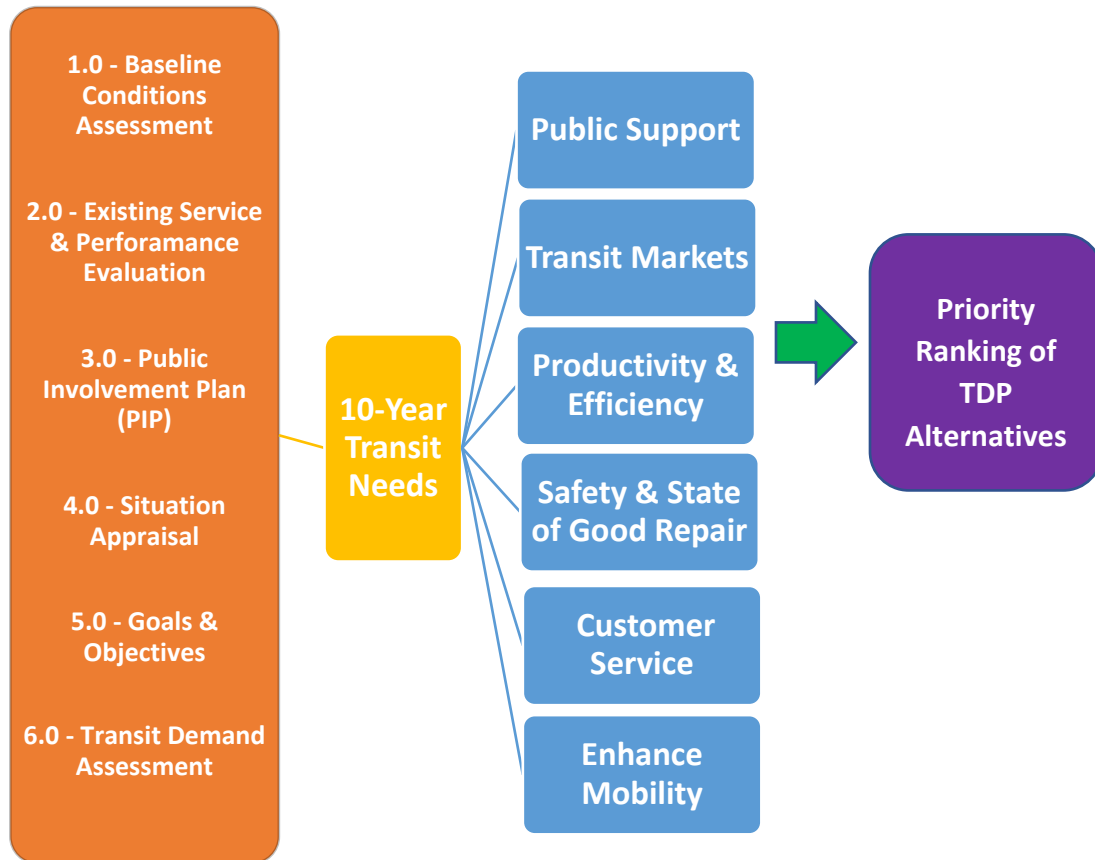 1.0 - Baseline
Conditions
Assessment
2.0 - Existing Service
& Perforamance
Evaluation
3.0 - Public
Involvement Plan
(PIP)
4.0 - Situation
Appraisal
5.0 - Goals &
Objectives
6.0 - Transit Demand
Assessment
10-Year
Transit
Needs
Public Support
Transit Markets
Productivity &
Efficiency
Safety & State
of Good Repair
Customer
Service
Enhance
Mobility
Priority
Ranking of
TDP
Alternatives